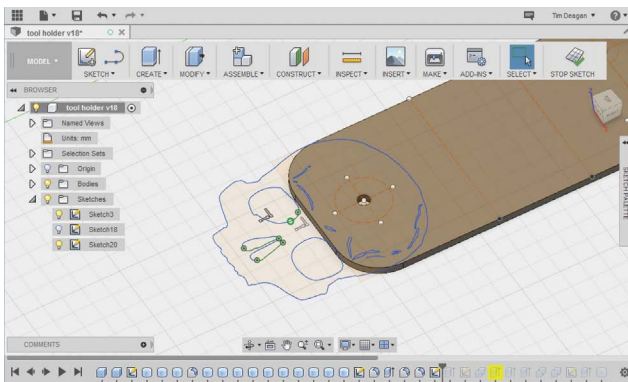 Tim Deagan
tool holder v18*
MODEL
SKETCH
CREATE
MODIFY
ASSEMBLE
CONSTRUCT
INSPECT
INSERT
MAKE
ADD-INS
SELECT
STOP SKETCH
BROWSER
tool holder v18
Named Views
Units: mm
Selection Sets
Origin
Bodies
Sketches
Sketch3
Sketch18
Sketch20
SKETCH PALETTE
COMMENTS